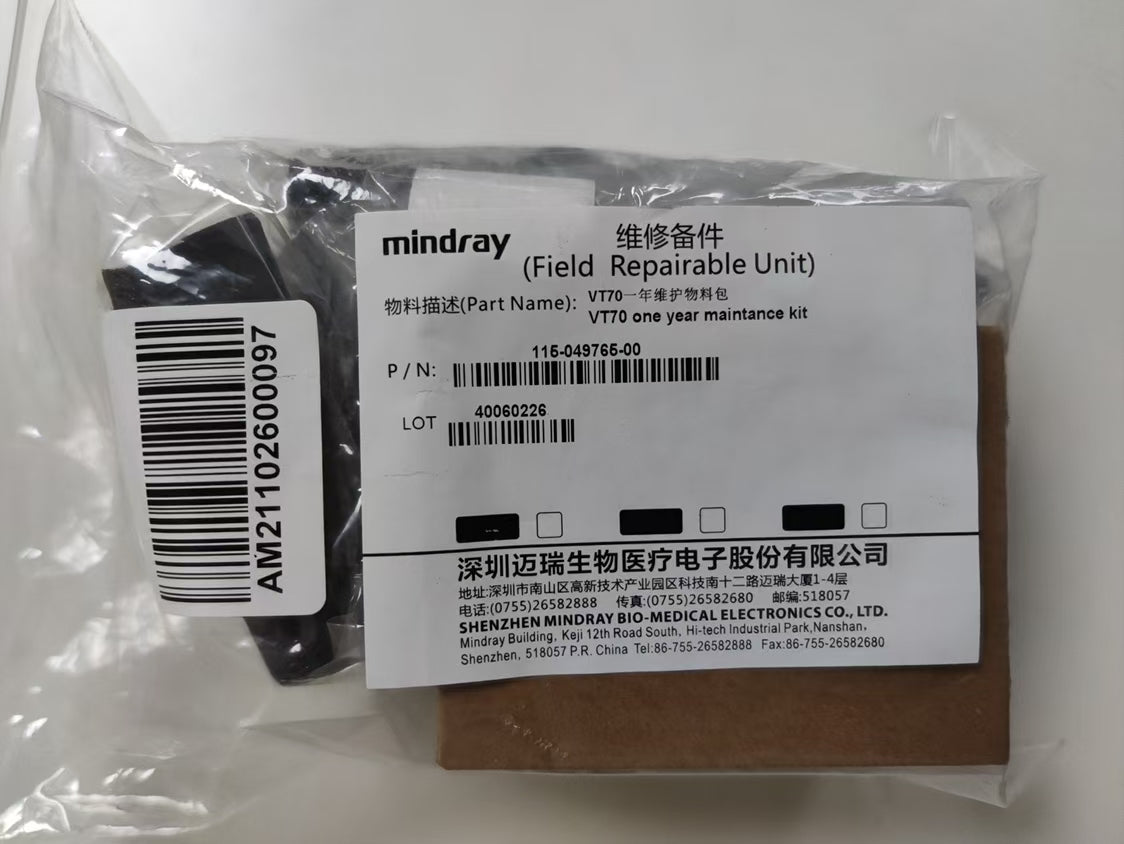 mindray
维修备件
(Field Repairable Unit)
物料描述(Part Name): VT70一年维护物料包
VT70 one year maintance kit
P/N: 115-049765-00
LOT 40060226
深圳迈瑞生物医疗电子股份有限公司
地址:深圳市南山区高新技术产业园区科技南十二路迈瑞大厦1-4层
电话:(0755)26582888 传真:(0755)26582680 邮编:518057
SHENZHEN MINDRAY BIO-MEDICAL ELECTRONICS CO., LTD.
Mindray Building, Keji 12th Road South, Hi-tech Industrial Park,Nanshan,
Shenzhen, 518057 P.R. China Tel:86-755-26582888 Fax:86-755-26582680
AM21102600097